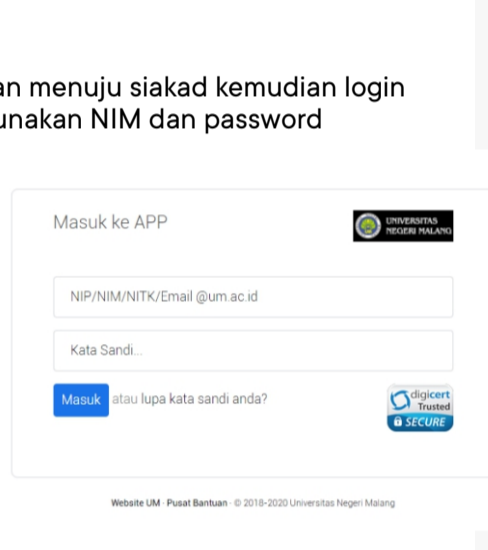 menuju siakad kemudian login
NIM dan password
Masuk ke APP
UNIVERSITAS
NEGERI MALANG
NIP/NIM/NITK/Email @um.ac.id
Kata Sandi...
Masuk atau lupa kata sandi anda?
digicert
Trusted
SECURE
Website UM · Pusat Bantuan · © 2018-2020 Universitas Negeri Malang